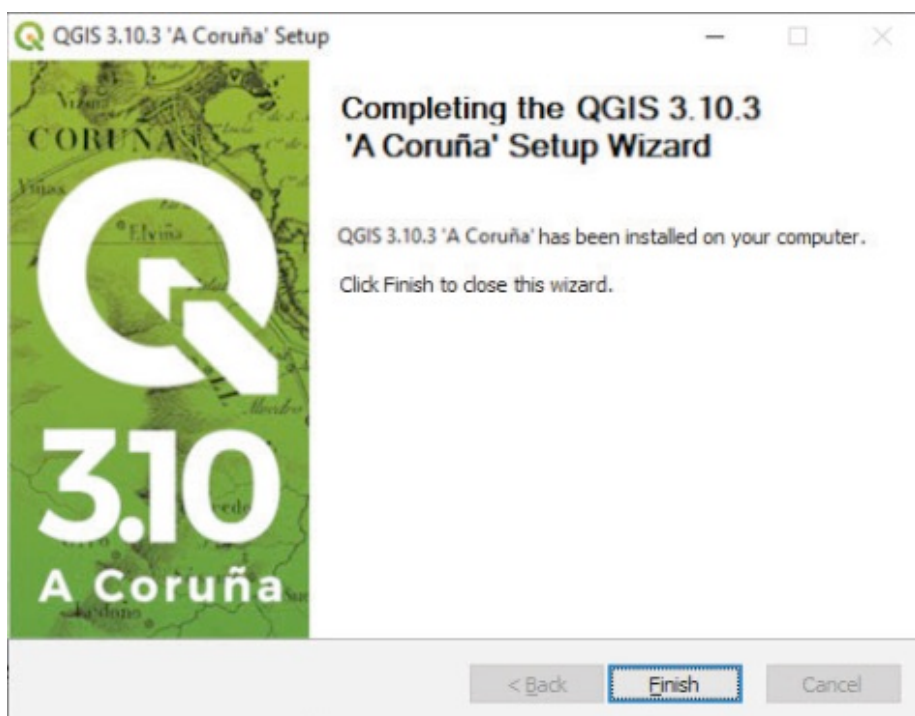 QGIS 3.10.3 'A Coruña' Setup
CORUNA
Elviña
3.10
A Coruña
Completing the QGIS 3.10.3
'A Coruña' Setup Wizard
QGIS 3.10.3 'A Coruña' has been installed on your computer.
Click Finish to close this wizard.
< Back
Finish
Cancel